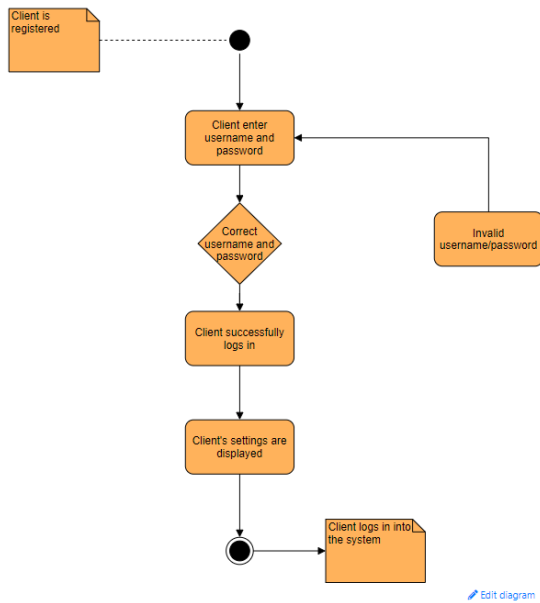 Client is
registered
Client enter
username and
password
Correct
username and
password
Invalid
username/password
Client successfully
logs in
Client's settings are
displayed
Client logs in into
the system
Edit diagram